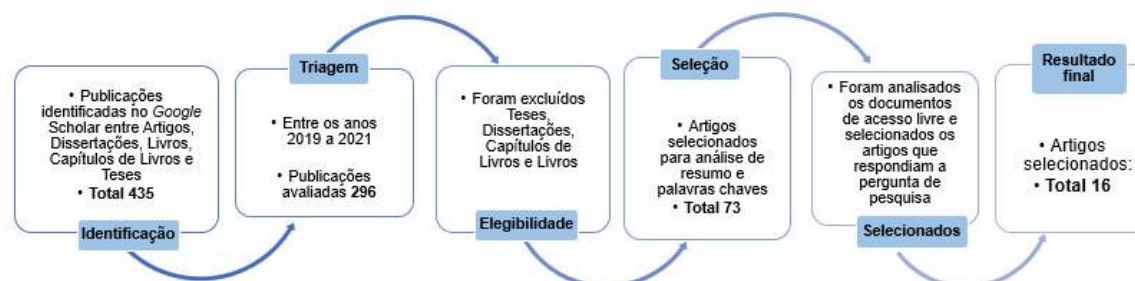 • Publicações
identificadas no Google
Scholar entre Artigos,
Dissertações, Livros,
Capítulos de Livros e
Teses
• Total 435
Identificação
Triagem
• Entre os anos
2019 a 2021
• Publicações
avaliadas 296
• Foram excluídos
Teses,
Dissertações,
Capítulos de
Livros e Livros
Elegibilidade
Seleção
• Artigos
selecionados
para análise de
resumo e
palavras chaves
• Total 73
• Foram analisados
os documentos
de acesso livre e
selecionados os
artigos que
respondiam a
pergunta de
pesquisa
Selecionados
Resultado
final
• Artigos
selecionados:
• Total 16